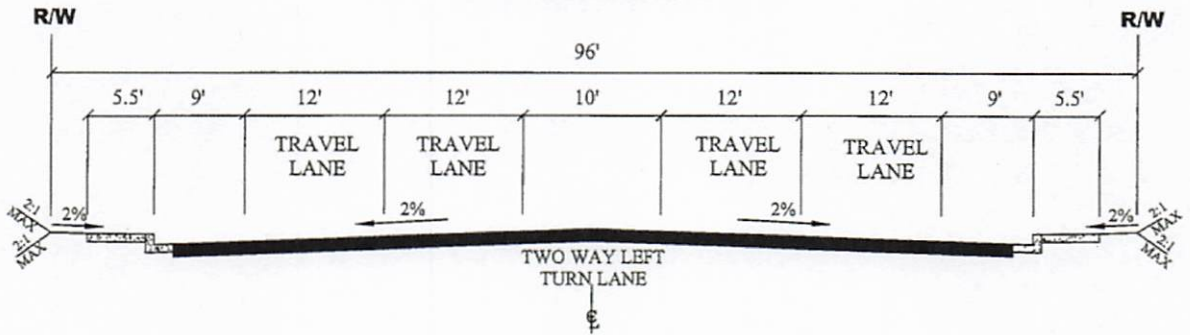 R/W
R/W
96'
5.5'
9'
12'
12'
10'
12'
12'
9'
5.5'
TRAVEL
LANE
TRAVEL
LANE
TRAVEL
LANE
TRAVEL
LANE
2:1
MAX
2:1
MAX
2%
2%
2%
2%
2:1
MAX
2:1
MAX
TWO WAY LEFT
TURN LANE
℄